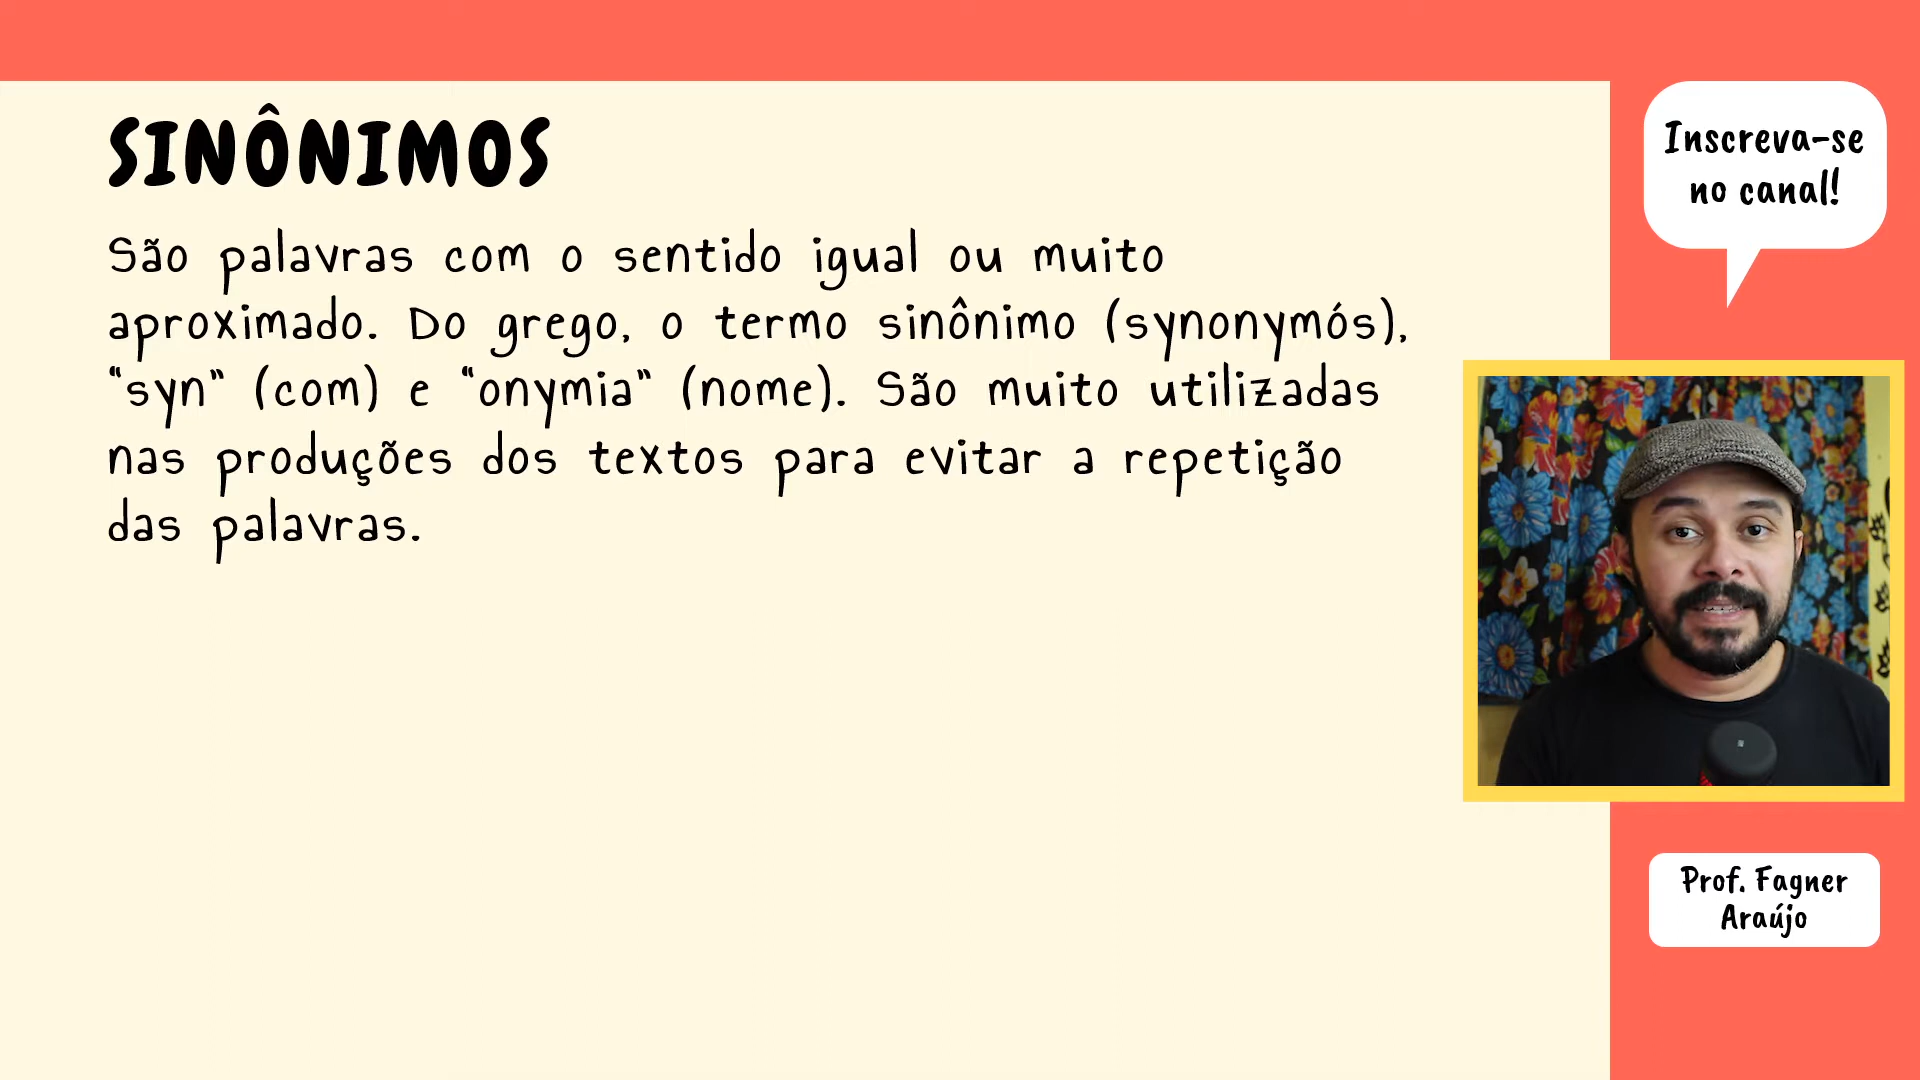 SINÔNIMOS
São palavras com o sentido igual ou muito
aproximado. Do grego, o termo sinônimo (synonymós),
"syn" (com) e "onymia" (nome). São muito utilizadas
nas produções dos textos para evitar a repetição
das palavras.
Inscreva-se
no canal!
Prof. Fagner
Araújo